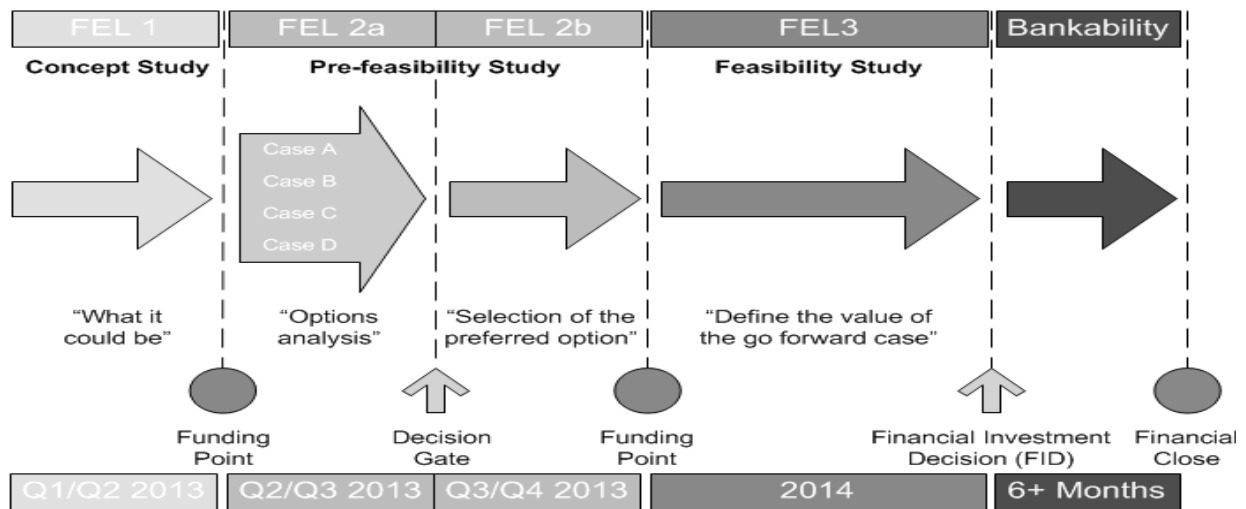 FEL 1
FEL 2a
FEL 2b
FEL3
Bankability
Concept Study
Pre-feasibility Study
Feasibility Study
Case A
Case B
Case C
Case D
“What it
could be”
“Options
analysis”
“Selection of the
preferred option”
“Define the value of
the go forward case”
Funding
Point
Decision
Gate
Funding
Point
Financial Investment
Decision (FID)
Financial
Close
Q1/Q2 2013
Q2/Q3 2013
Q3/Q4 2013
2014
6+ Months